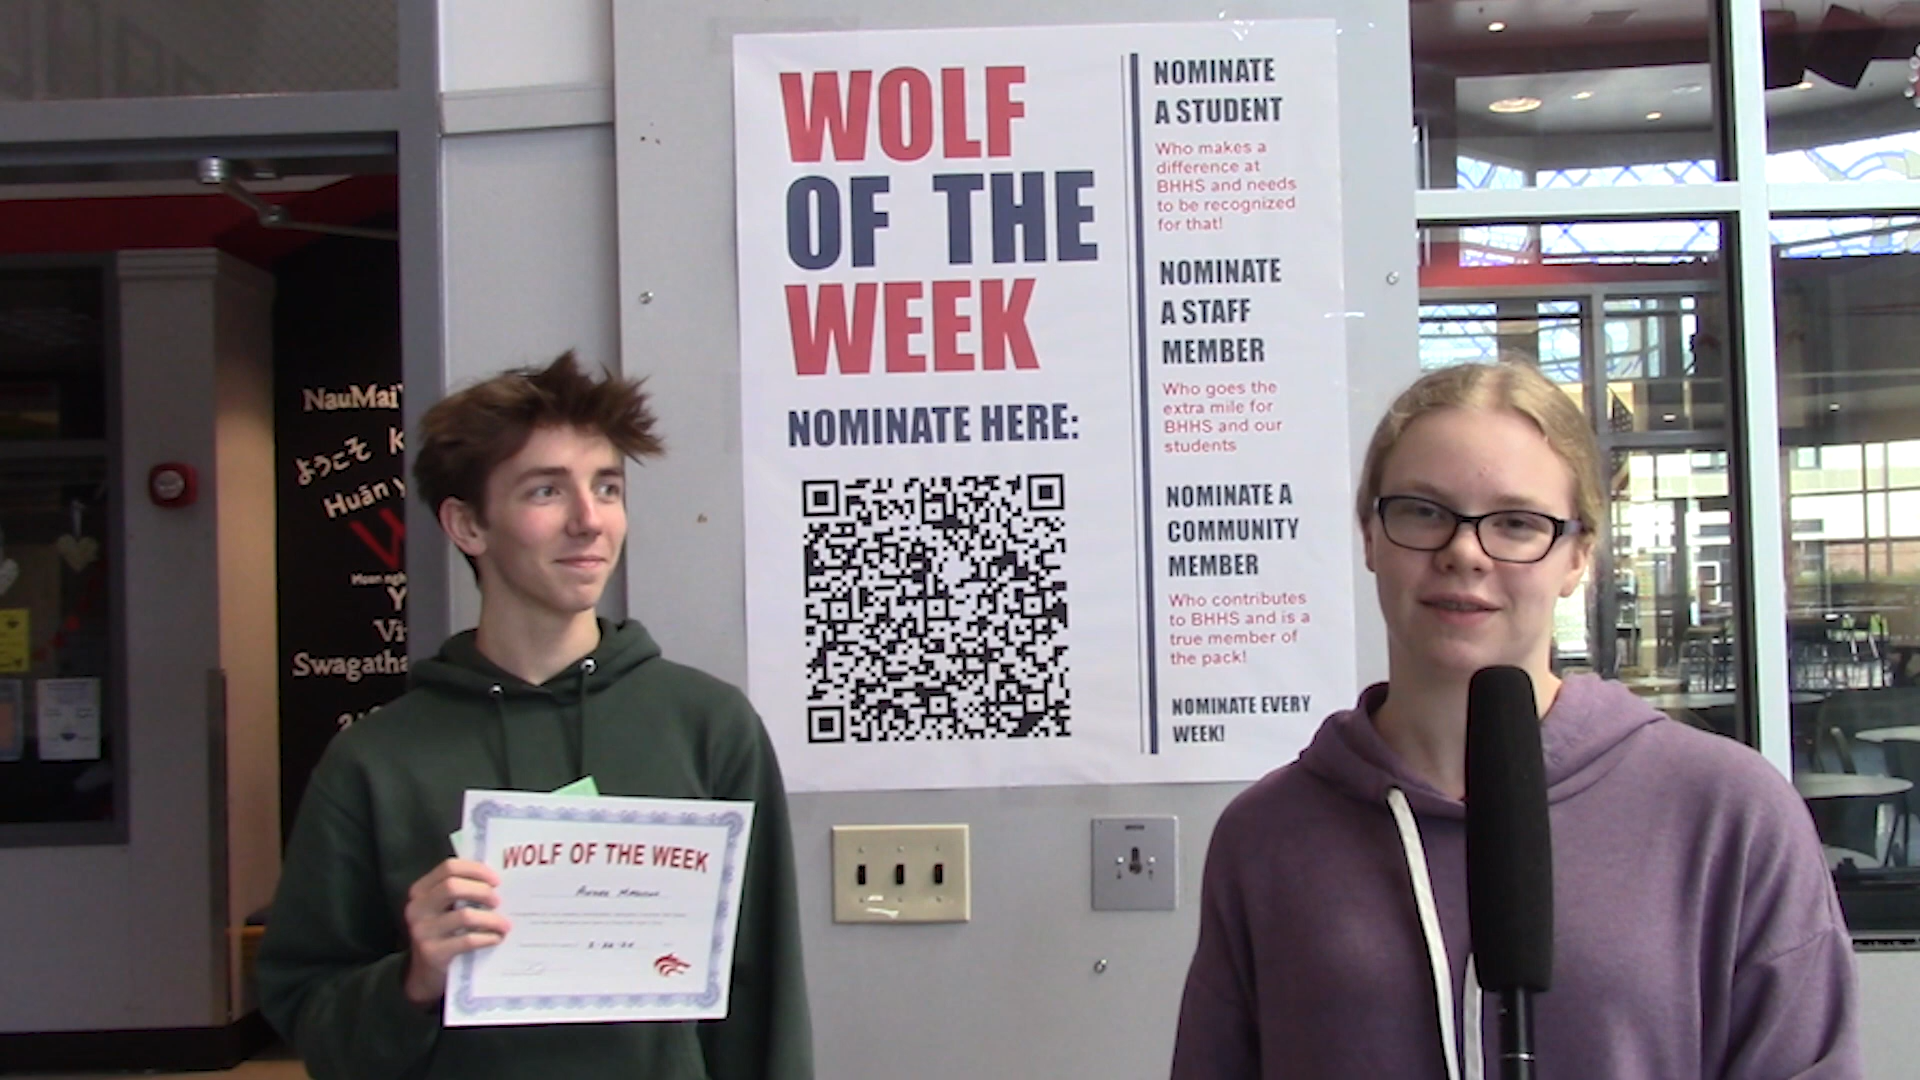 WOLF
OF THE
WEEK
NOMINATE HERE:
NOMINATE
A STUDENT
Who makes a
difference at
BHHS and needs
to be recognized
for that!
NOMINATE
A STAFF
MEMBER
Who goes the
extra mile for
BHHS and our
students
NOMINATE A
COMMUNITY
MEMBER
Who contributes
to BHHS and is a
true member of
the pack!
NOMINATE EVERY
WEEK!
NauMai
ようこそ K
Huān y
W
Y
Vi
Swagatha
WOLF OF THE WEEK